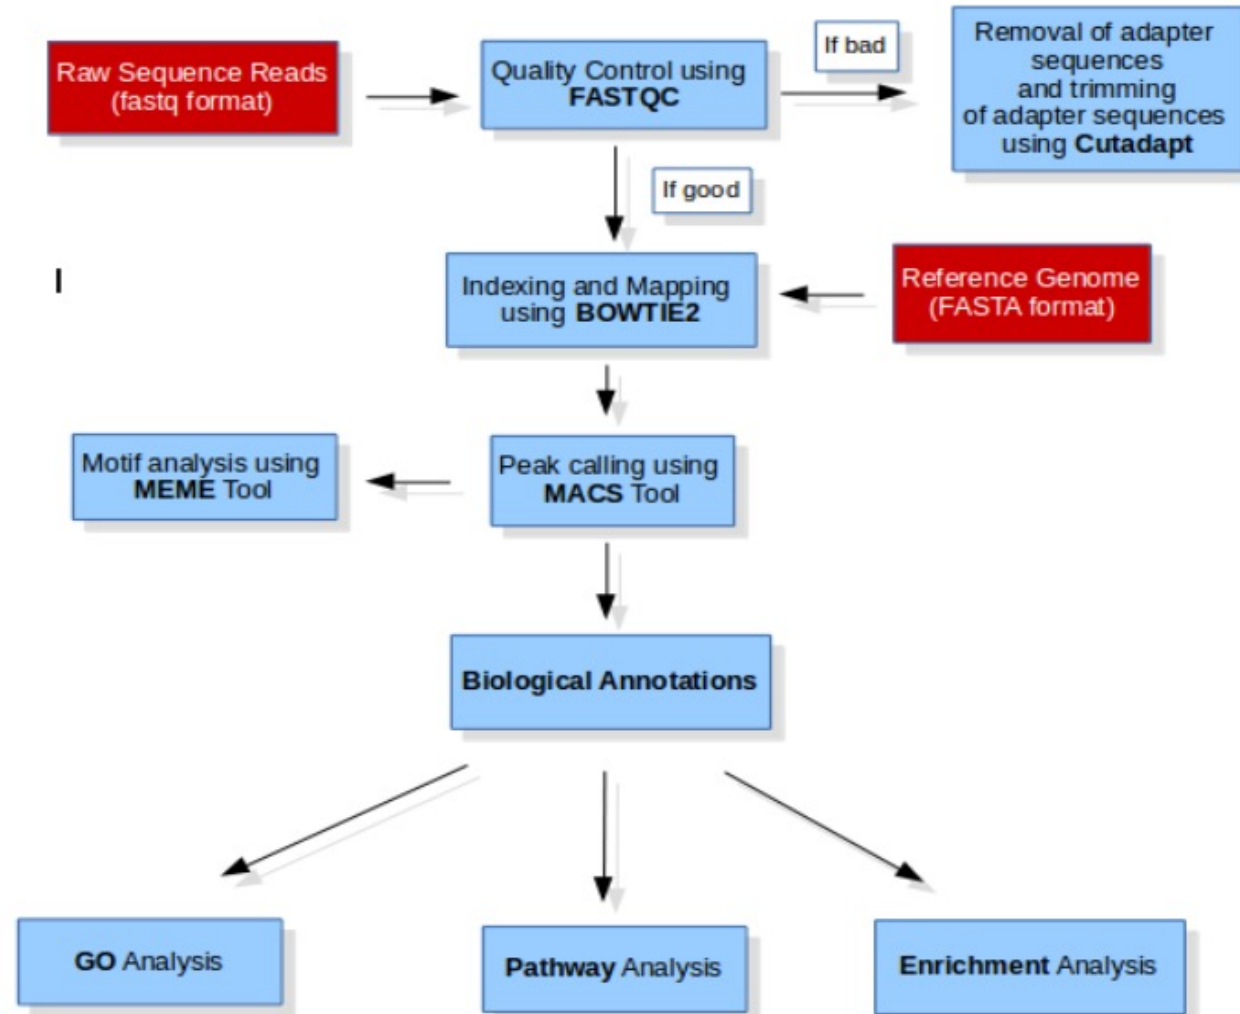 Raw Sequence Reads
(fastq format)
Quality Control using
FASTQC
If bad
Removal of adapter
sequences
and trimming
of adapter sequences
using Cutadapt
If good
I
Indexing and Mapping
using BOWTIE2
Reference Genome
(FASTA format)
Motif analysis using
MEME Tool
Peak calling using
MACS Tool
Biological Annotations
GO Analysis
Pathway Analysis
Enrichment Analysis